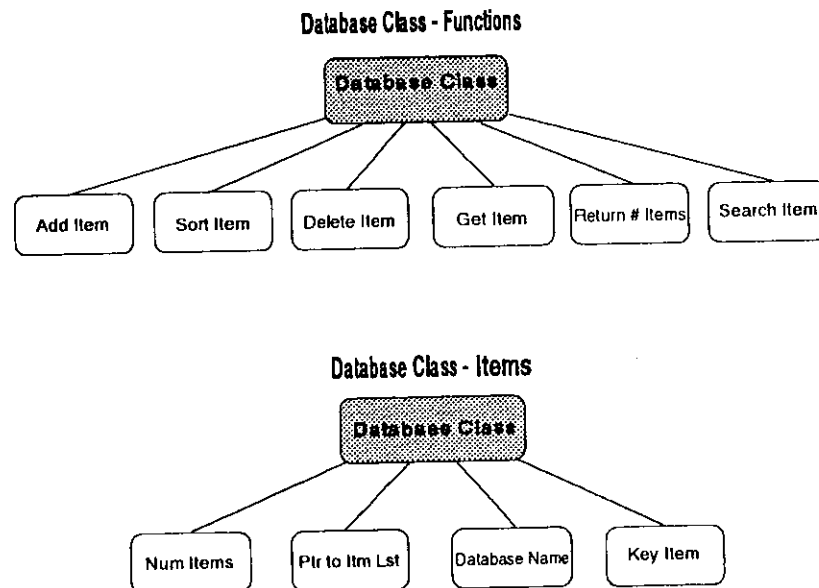 Database Class - Functions
Database Class
Add Item
Sort Item
Delete Item
Get Item
Return # Items
Search Item
Database Class - Items
Database Class
Num Items
Ptr to Itm Lst
Database Name
Key Item